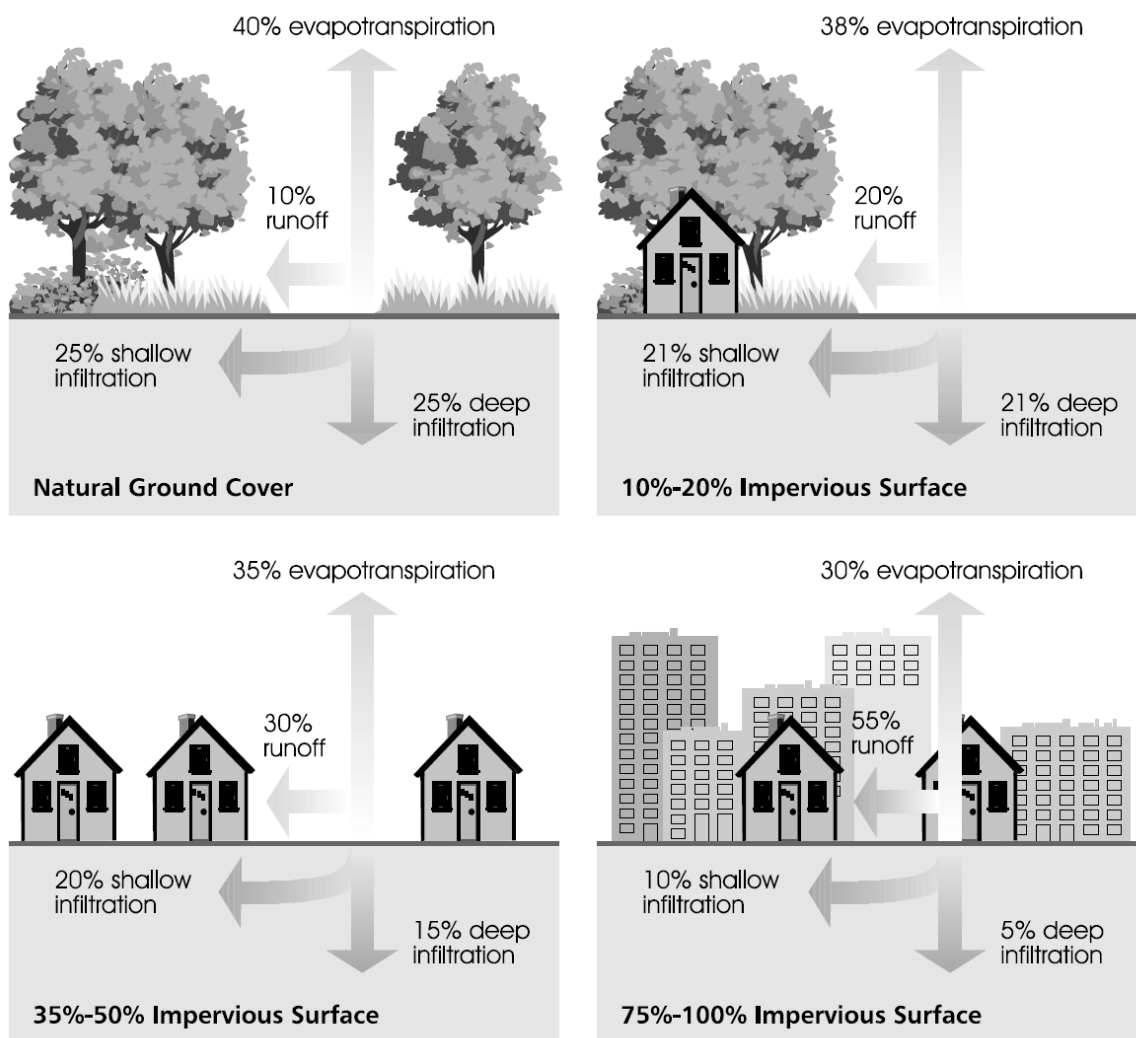 40% evapotranspiration
10%
runoff
25% shallow
infiltration
25% deep
infiltration
Natural Ground Cover
38% evapotranspiration
20%
runoff
21% shallow
infiltration
21% deep
infiltration
10%-20% Impervious Surface
35% evapotranspiration
30%
runoff
20% shallow
infiltration
15% deep
infiltration
35%-50% Impervious Surface
30% evapotranspiration
55%
runoff
10% shallow
infiltration
5% deep
infiltration
75%-100% Impervious Surface